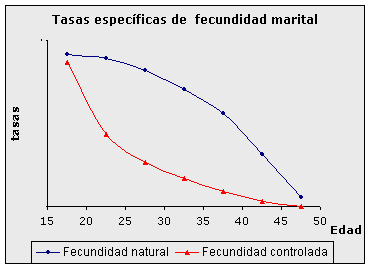 Tasas específicas de fecundidad marital
tasas
15 20 25 30 35 40 45 50
Edad
Fecundidad natural Fecundidad controlada